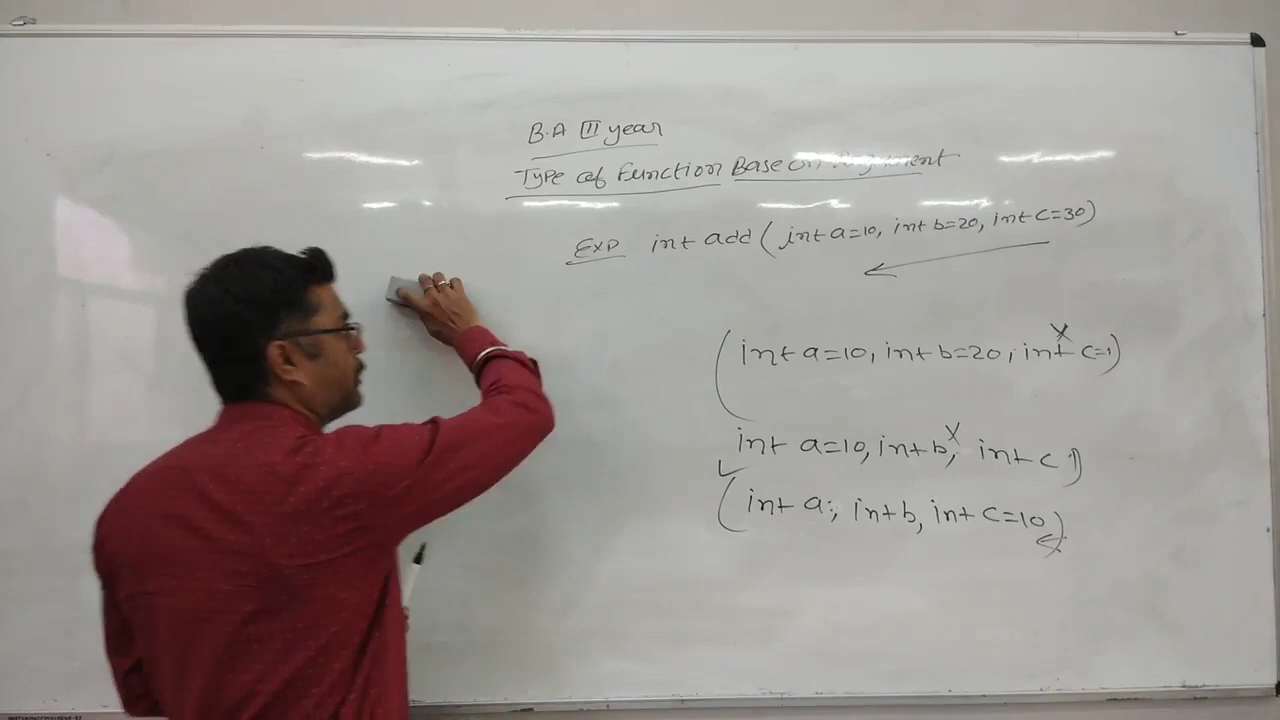 B.A III year
Type of Function Base on
Exp int add ( int a=10, int b=20, int c=30)
(int a=10, int b=20, int c=1)
int a=10, int b, int c )
(int a, int b, int c=10)